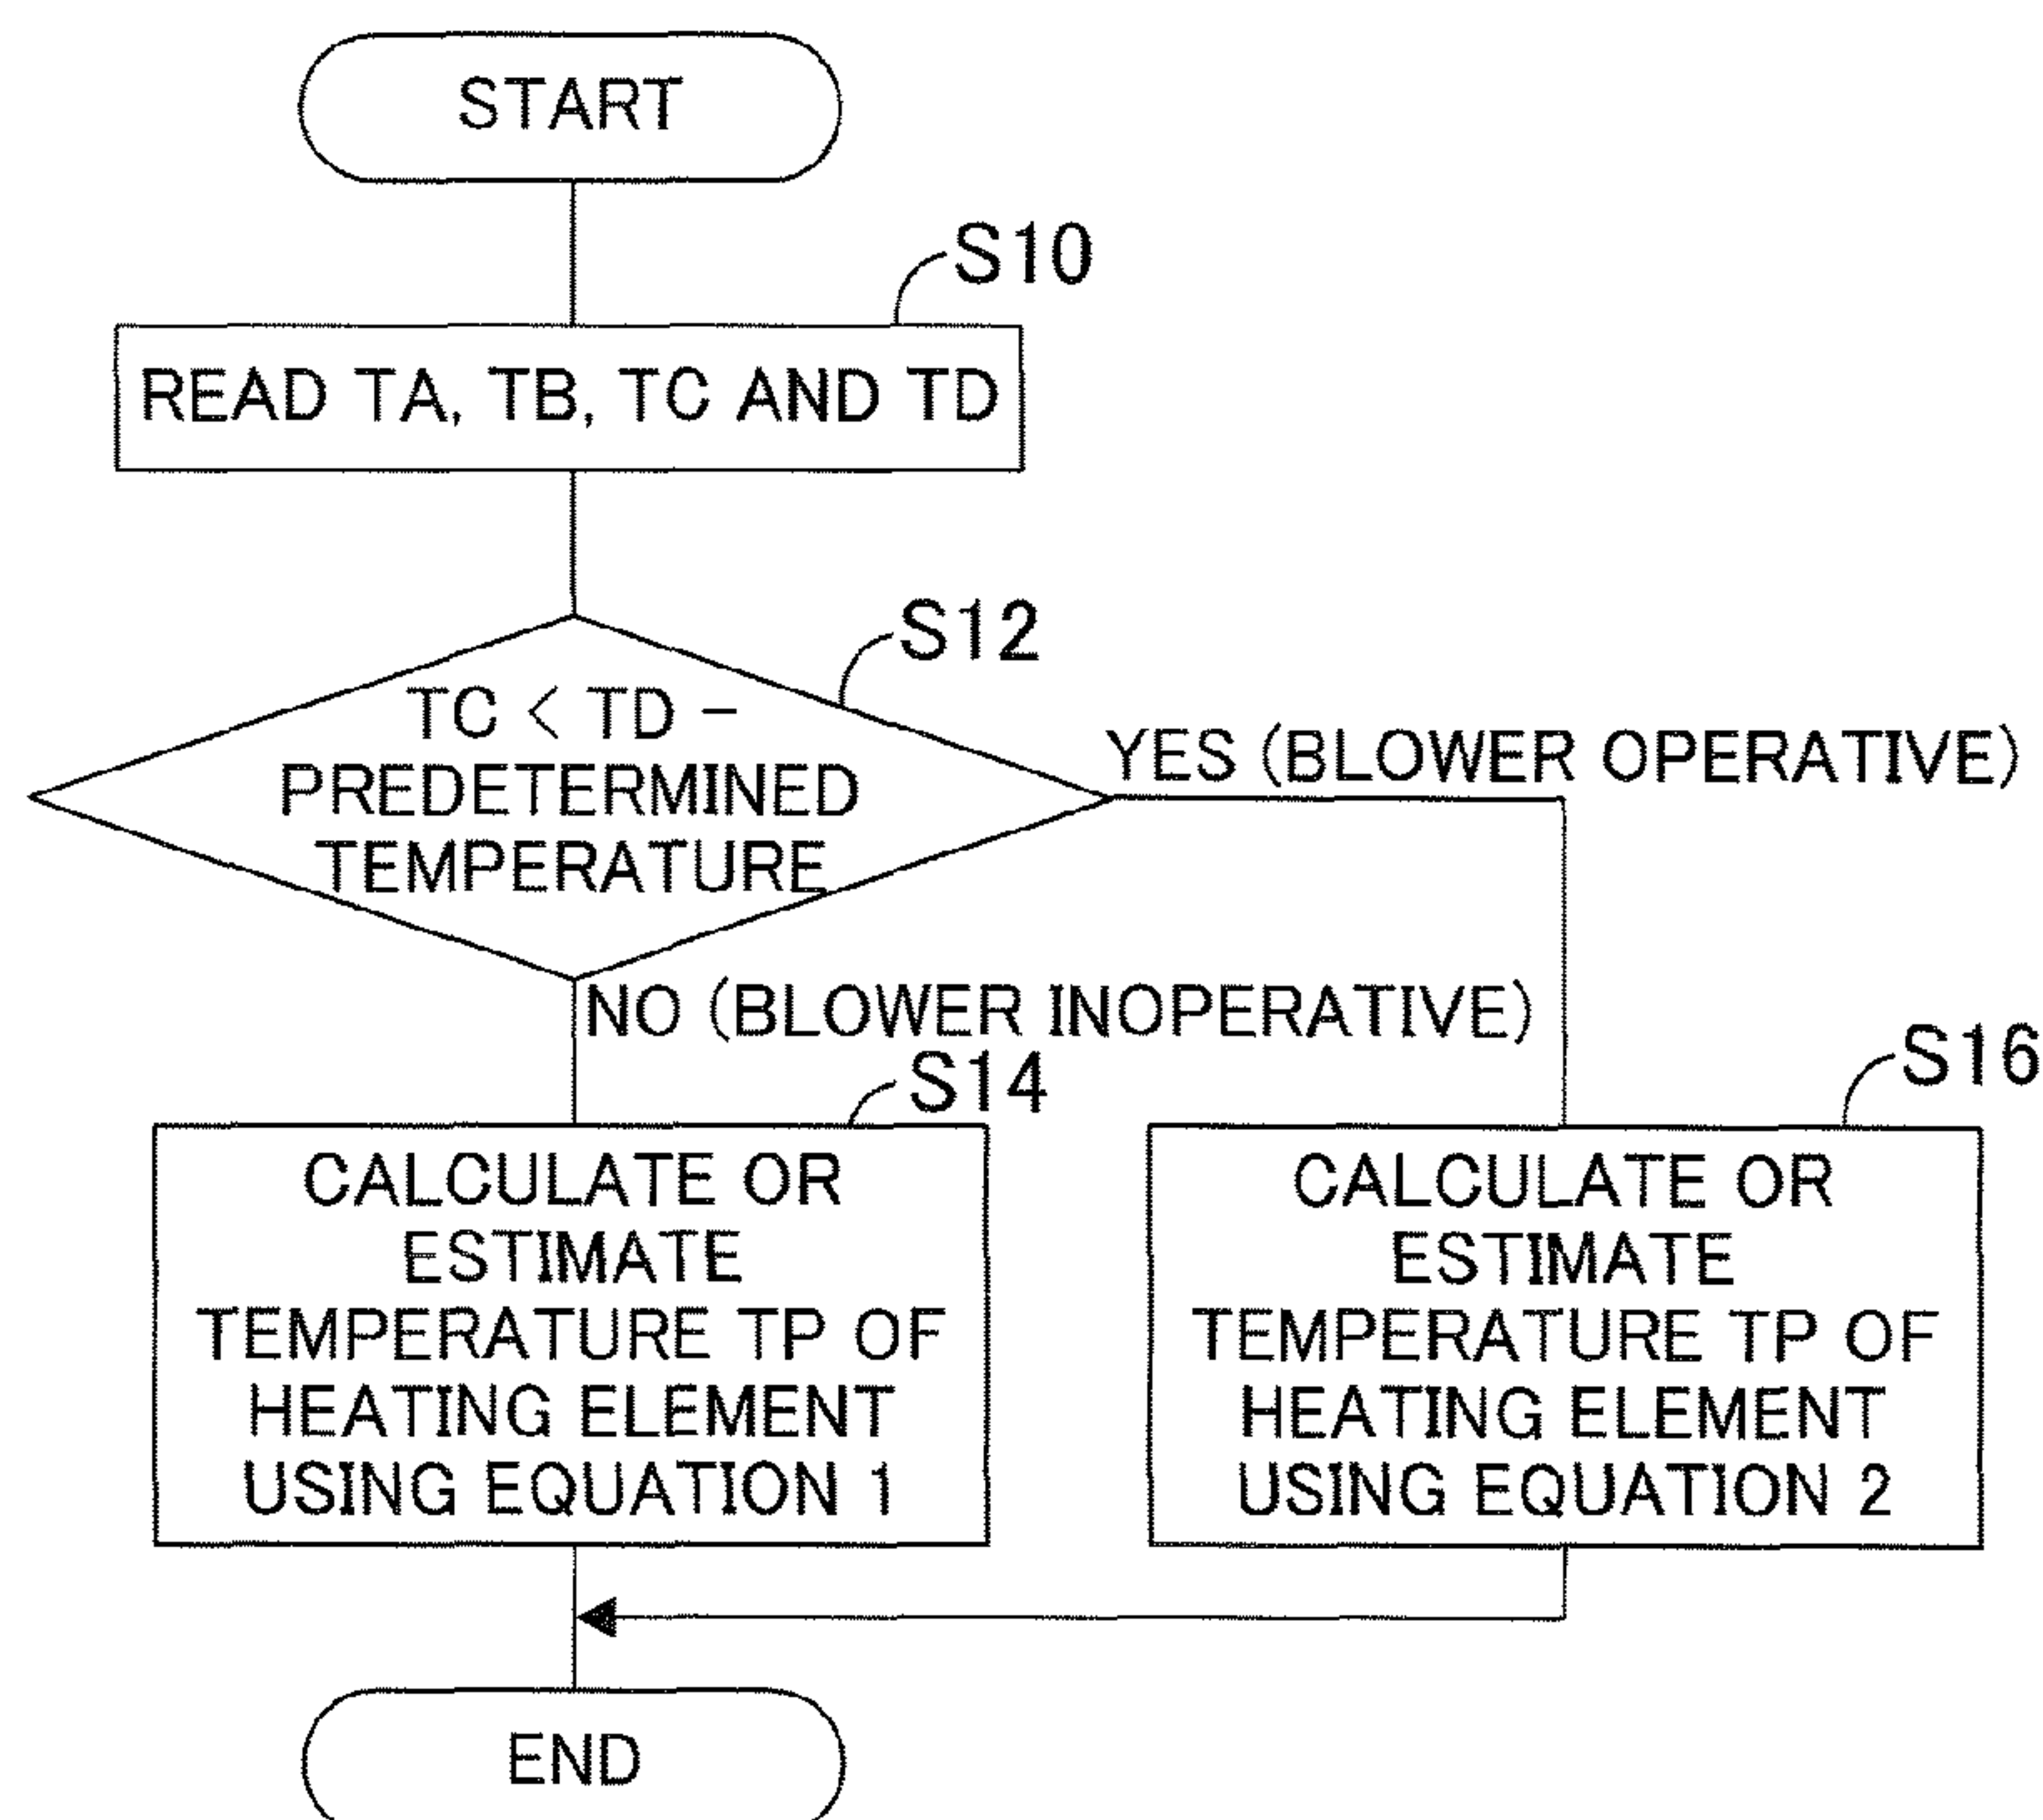 START
S10
READ TA, TB, TC AND TD
S12
TC < TD -
PREDETERMINED
TEMPERATURE
YES (BLOWER OPERATIVE)
NO (BLOWER INOPERATIVE)
S14
CALCULATE OR
ESTIMATE
TEMPERATURE TP OF
HEATING ELEMENT
USING EQUATION 1
S16
CALCULATE OR
ESTIMATE
TEMPERATURE TP OF
HEATING ELEMENT
USING EQUATION 2
END